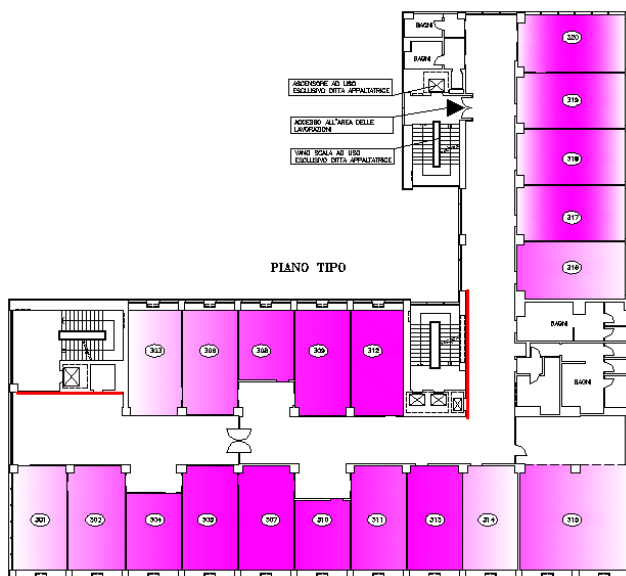 BAGNI
320
BAGNI
ASCENSORE AD USO
ESCLUSIVO DITTA APPALTATRICE
319
ACCESSO ALL'AREA DELLE
LAVORAZIONI
318
VANO SCALA AD USO
ESCLUSIVO DITTA APPALTATRICE
317
PIANO TIPO
316
BAGNI
303
306
308
309
312
BAGNI
301
302
304
305
307
310
311
313
314
315